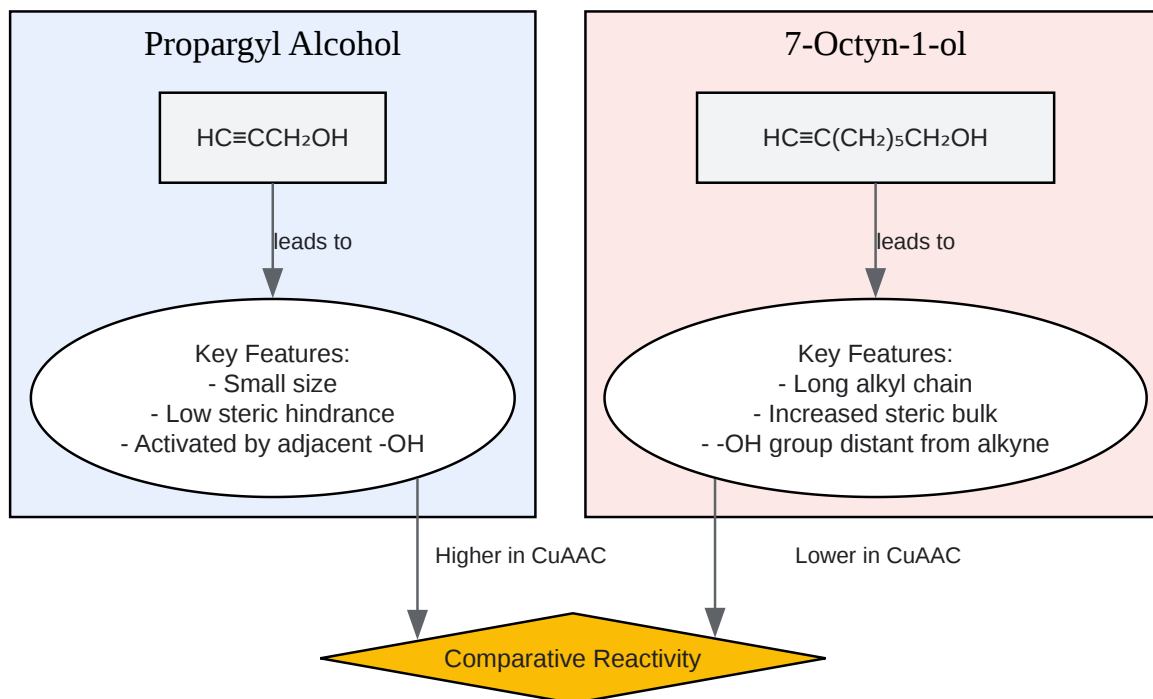 Propargyl Alcohol
HC≡CCH₂OH
leads to
Key Features:
- Small size
- Low steric hindrance
- Activated by adjacent -OH
Higher in CuAAC
7-Octyn-1-ol
HC≡C(CH₂)₅CH₂OH
leads to
Key Features:
- Long alkyl chain
- Increased steric bulk
- -OH group distant from alkyne
Lower in CuAAC
Comparative Reactivity